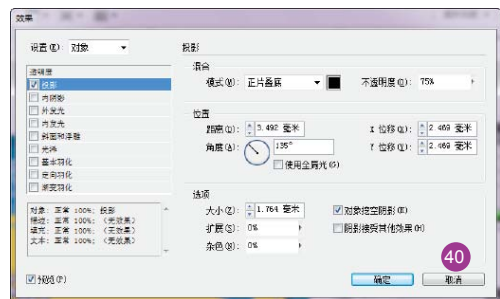 效果
设置(E): 对象
投影
透明度
投影
内阴影
外发光
内发光
斜面和浮雕
光泽
基本羽化
定向羽化
渐变羽化
对象: 正常 100%; 投影
描边: 正常 100%; (无效果)
填充: 正常 100%; (无效果)
文本: 正常 100%; (无效果)
预览(P)
混合
模式(M): 正片叠底
不透明度(O): 75%
位置
距离(D): 3.492 毫米
X 位移(X): 2.469 毫米
角度(A): 135°
Y 位移(Y): 2.469 毫米
使用全局光(G)
选项
大小(Z): 1.764 毫米
对象挖空阴影(K)
扩展(S): 0%
阴影接受其他效果(H)
杂色(N): 0%
40
确定
取消